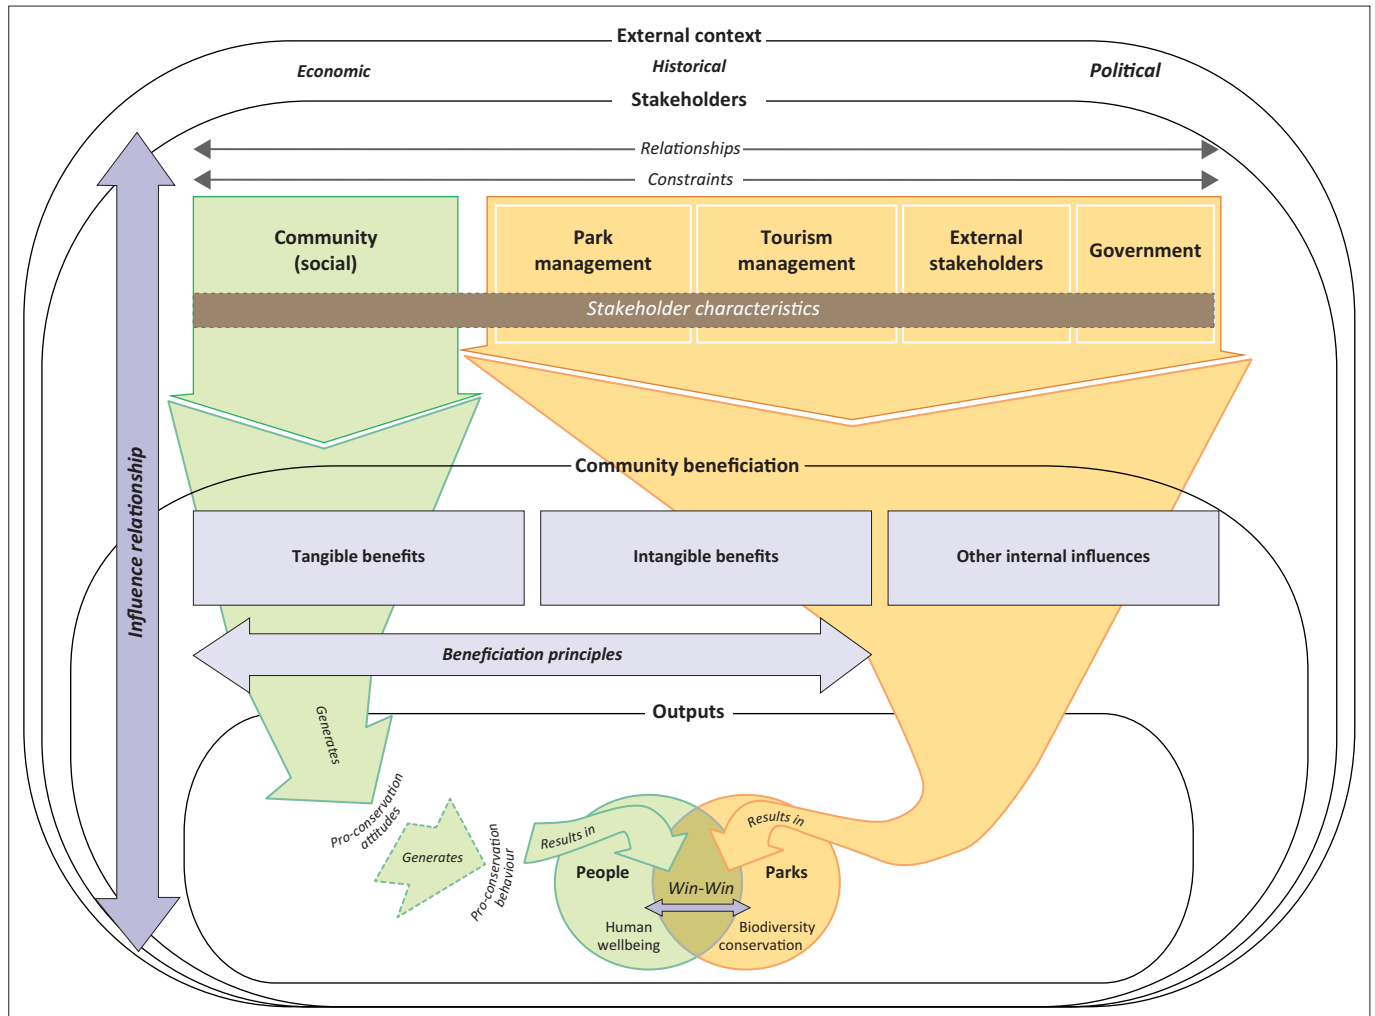 External context
Economic
Historical
Political
Stakeholders
Relationships
Constraints
Community
(social)
Park
management
Tourism
management
External
stakeholders
Government
Stakeholder characteristics
Influence relationship
Community beneficiation
Tangible benefits
Intangible benefits
Other internal influences
Beneficiation principles
Outputs
Generates
Pro-conservation
attitudes
Generates
Pro-conservation
behaviour
Results in
Results in
People
Parks
Win-Win
Human
wellbeing
Biodiversity
conservation